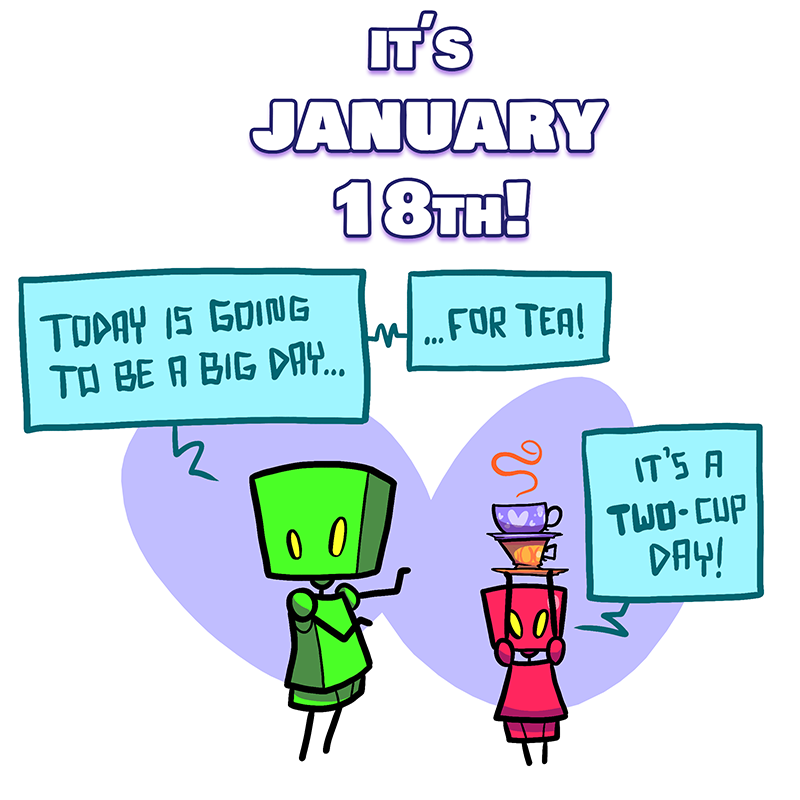 IT'S
JANUARY
18TH!
TODAY IS GOING
TO BE A BIG DAY...
...FOR TEA!
IT'S A
TWO-CUP
DAY!